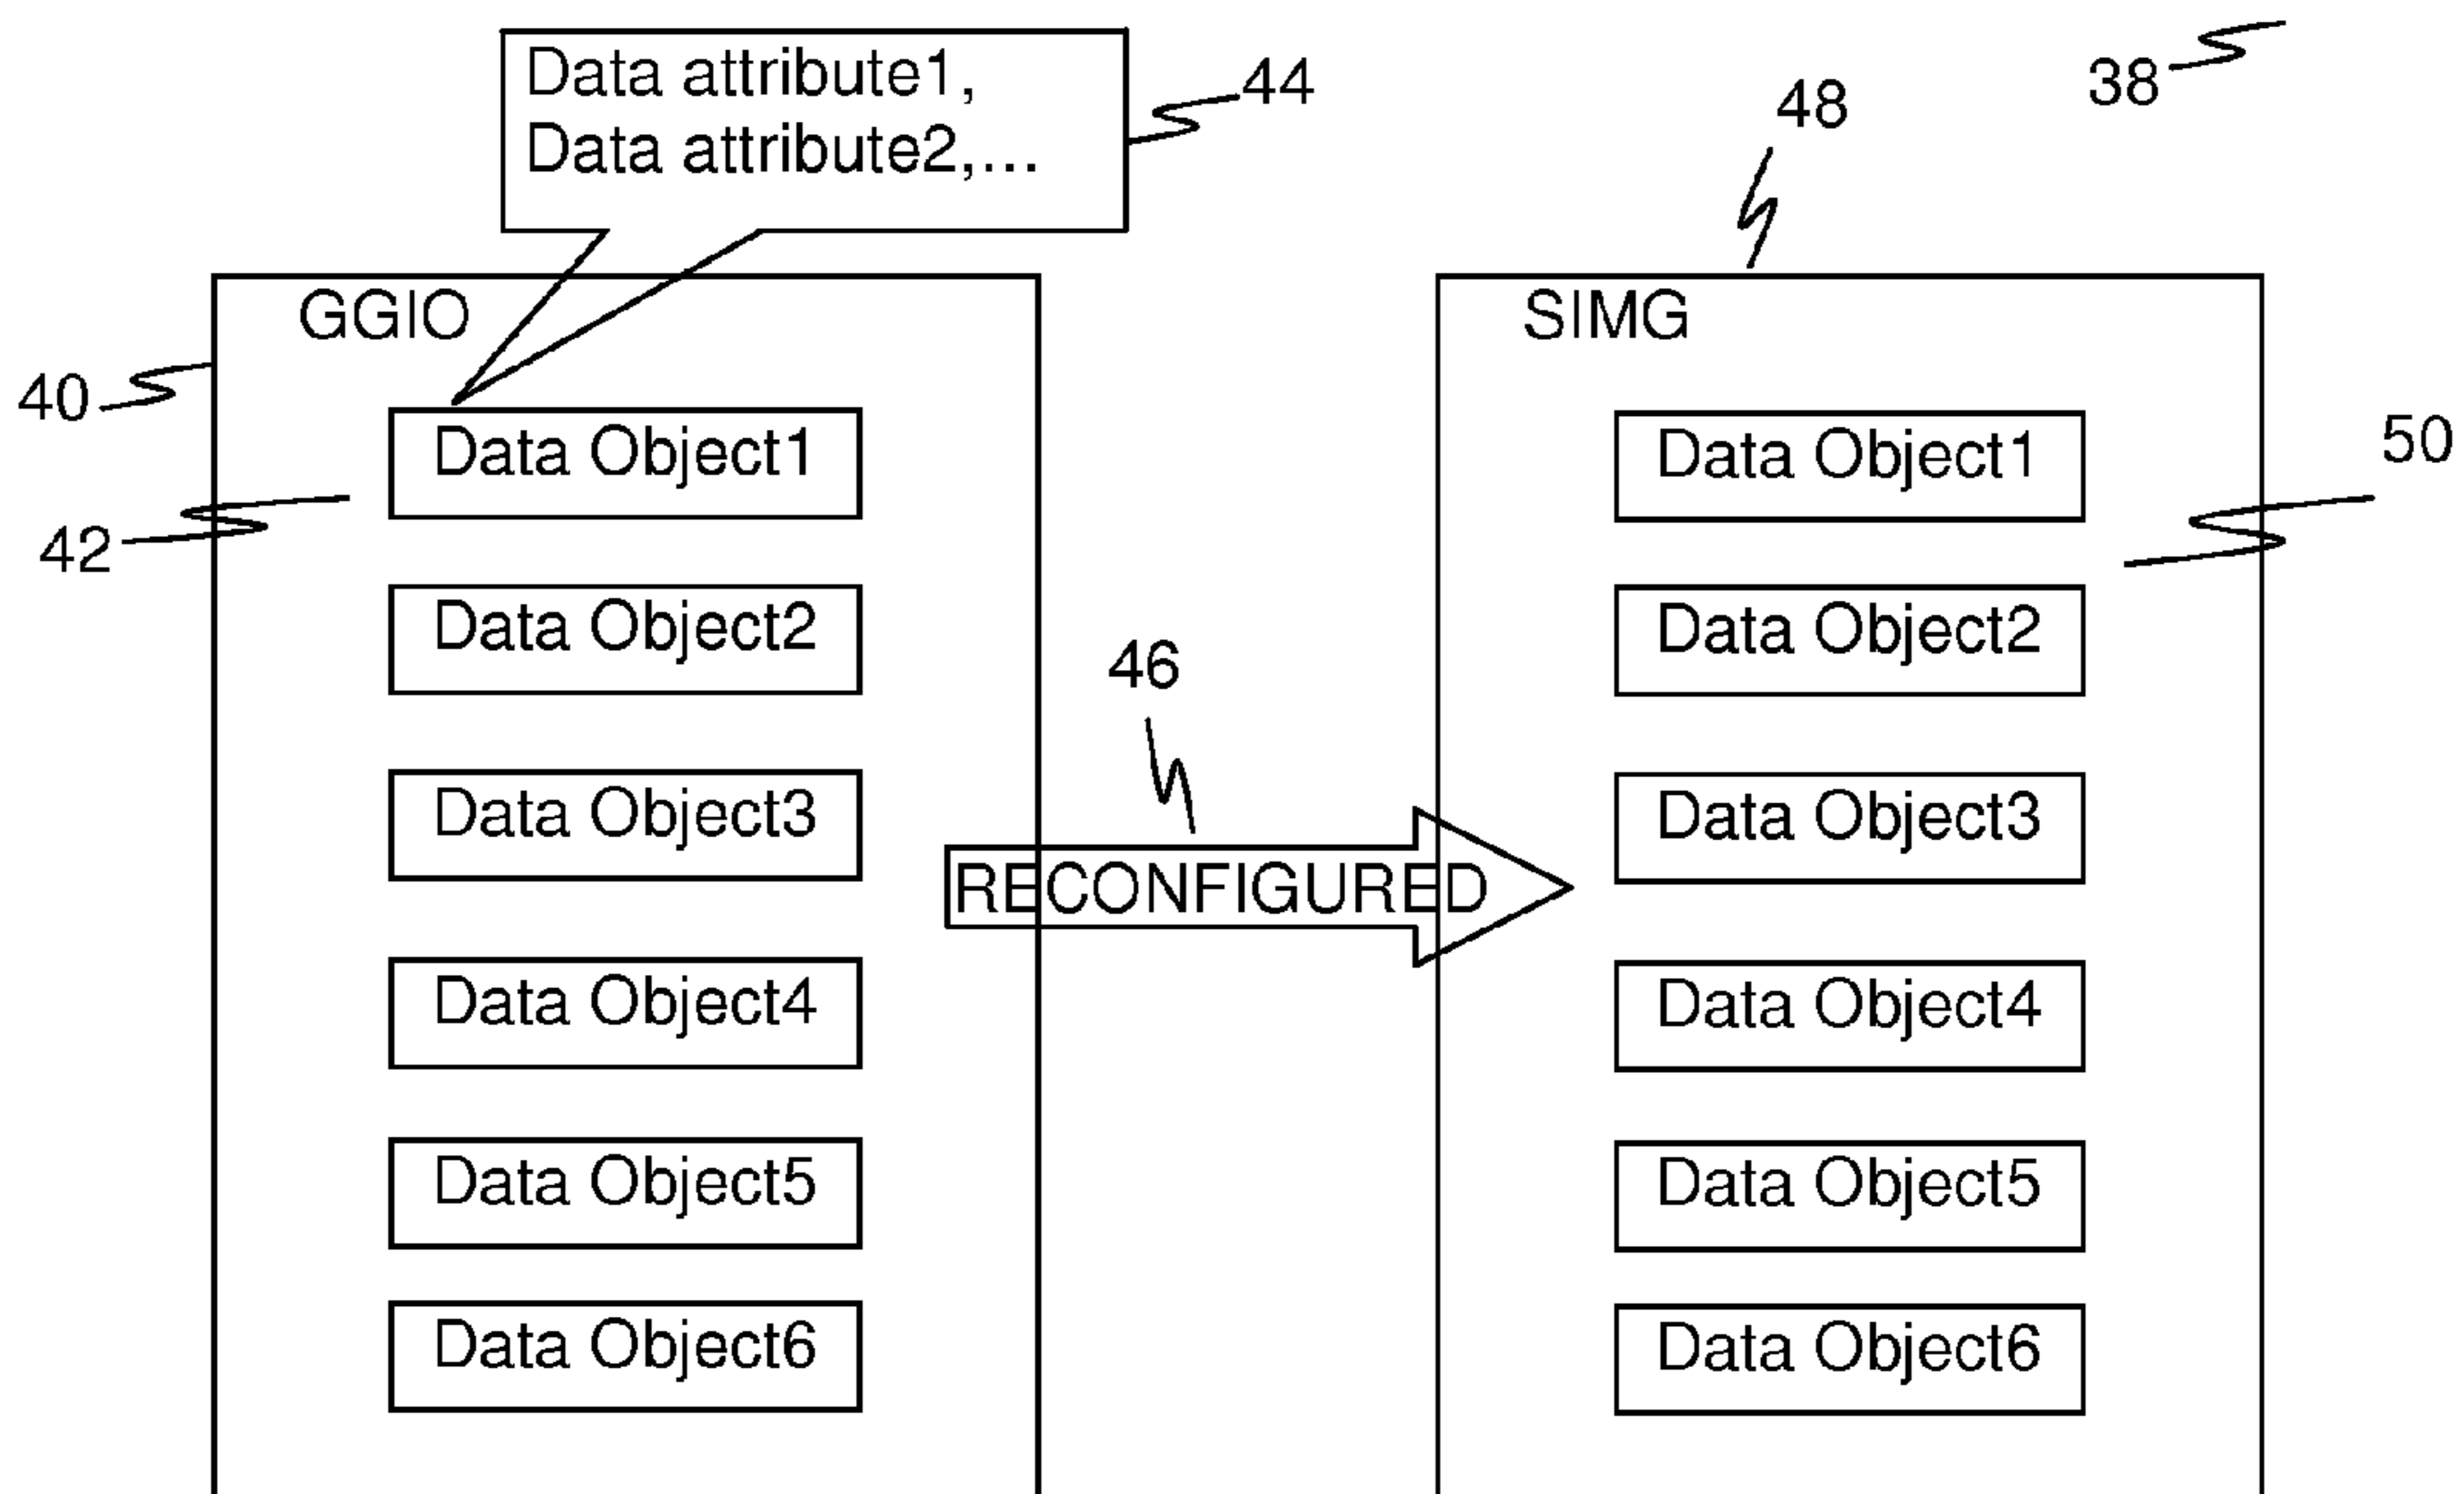 Data attribute1,
Data attribute2,...
44
38
48
GGIO
40
Data Object1
42
Data Object2
Data Object3
Data Object4
Data Object5
Data Object6
46
RECONFIGURED
SIMG
50
Data Object1
Data Object2
Data Object3
Data Object4
Data Object5
Data Object6